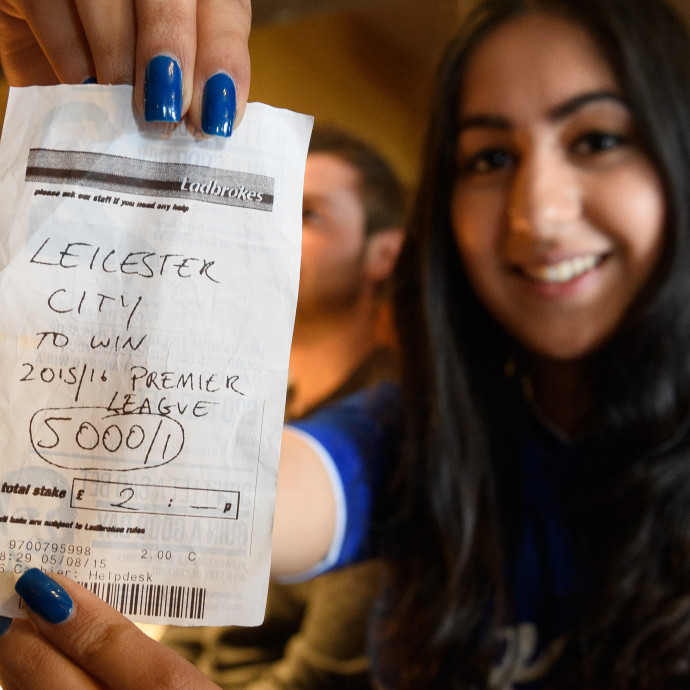 Ladbrokes
please ask our staff if you need any help
LEICESTER
CITY
TO WIN
2015/16 PREMIER
LEAGUE
5000/1
total stake £ 2 : — p
all bets are subject to Ladbrokes rules
9700795998 2.00 C
8:29 05/08/15
Cashier: Helpdesk